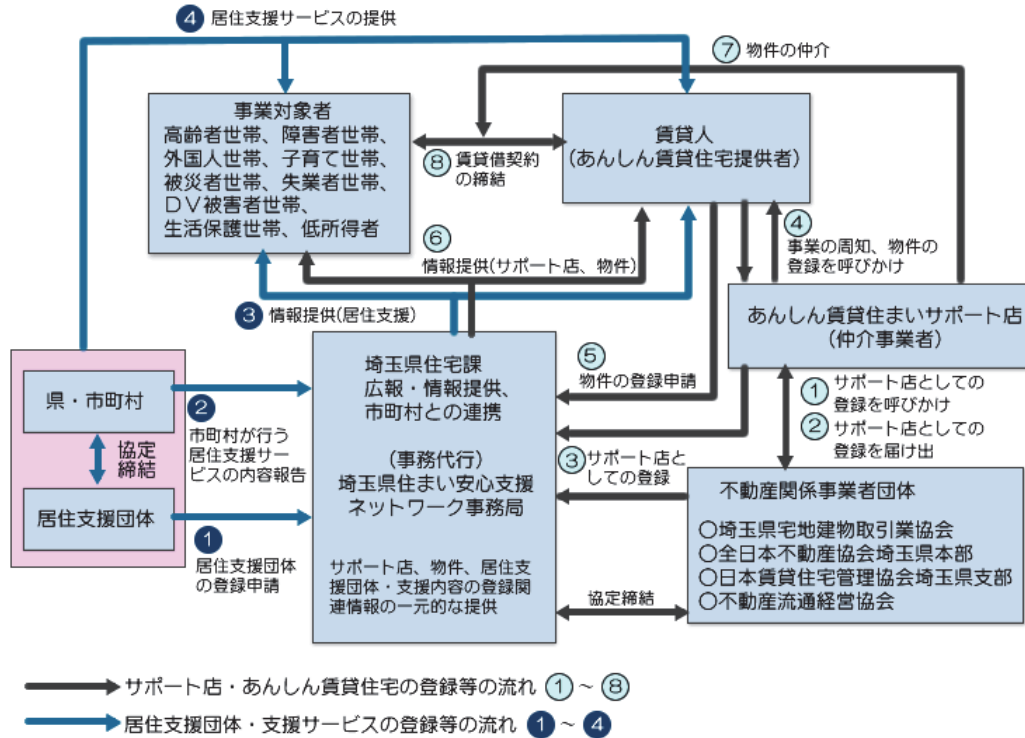 ❹ 居住支援サービスの提供
⑦ 物件の仲介
事業対象者
高齢者世帯、障害者世帯、
外国人世帯、子育て世帯、
被災者世帯、失業者世帯、
DV被害者世帯、
生活保護世帯、低所得者
賃貸人
(あんしん賃貸住宅提供者)
⑧ 賃貸借契約
の締結
④
事業の周知、物件の
登録を呼びかけ
⑥
情報提供(サポート店、物件)
❸ 情報提供(居住支援)
あんしん賃貸住まいサポート店
(仲介事業者)
県・市町村
協定
締結
居住支援団体
❷
市町村が行う
居住支援サー
ビスの内容報告
❶
居住支援団体
の登録申請
埼玉県住宅課
広報・情報提供、
市町村との連携
(事務代行)
埼玉県住まい安心支援
ネットワーク事務局
サポート店、物件、居住支
援団体・支援内容の登録関
連情報の一元的な提供
⑤
物件の登録申請
① サポート店としての
登録を呼びかけ
② サポート店としての
登録を届け出
③ サポート店と
しての登録
不動産関係事業者団体
○埼玉県宅地建物取引業協会
○全日本不動産協会埼玉県本部
○日本賃貸住宅管理協会埼玉県支部
○不動産流通経営協会
協定締結
サポート店・あんしん賃貸住宅の登録等の流れ ① ~ ⑧
居住支援団体・支援サービスの登録等の流れ ❶ ~ ❹